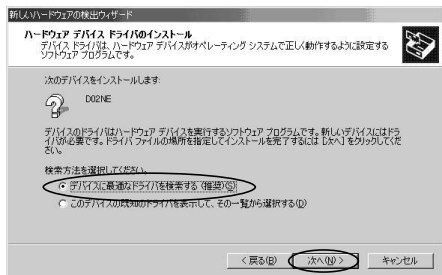 新しいハードウェアの検出ウィザード
ハードウェア デバイス ドライバのインストール
デバイス ドライバは、ハードウェア デバイスがオペレーティング システムで正しく動作するように設定する
ソフトウェア プログラムです。
次のデバイスをインストールします:
D02NE
デバイスのドライバはハードウェア デバイスを実行するソフトウェア プログラムです。新しいデバイスにはドラ
イバが必要です。ドライバ ファイルの場所を指定してインストールを完了するには [次へ] をクリックしてくだ
さい。
検索方法を選択してください。
デバイスに最適なドライバを検索する (推奨)(S)
このデバイスの既知のドライバを表示して、その一覧から選択する(D)
< 戻る(B)
次へ(N) >
キャンセル